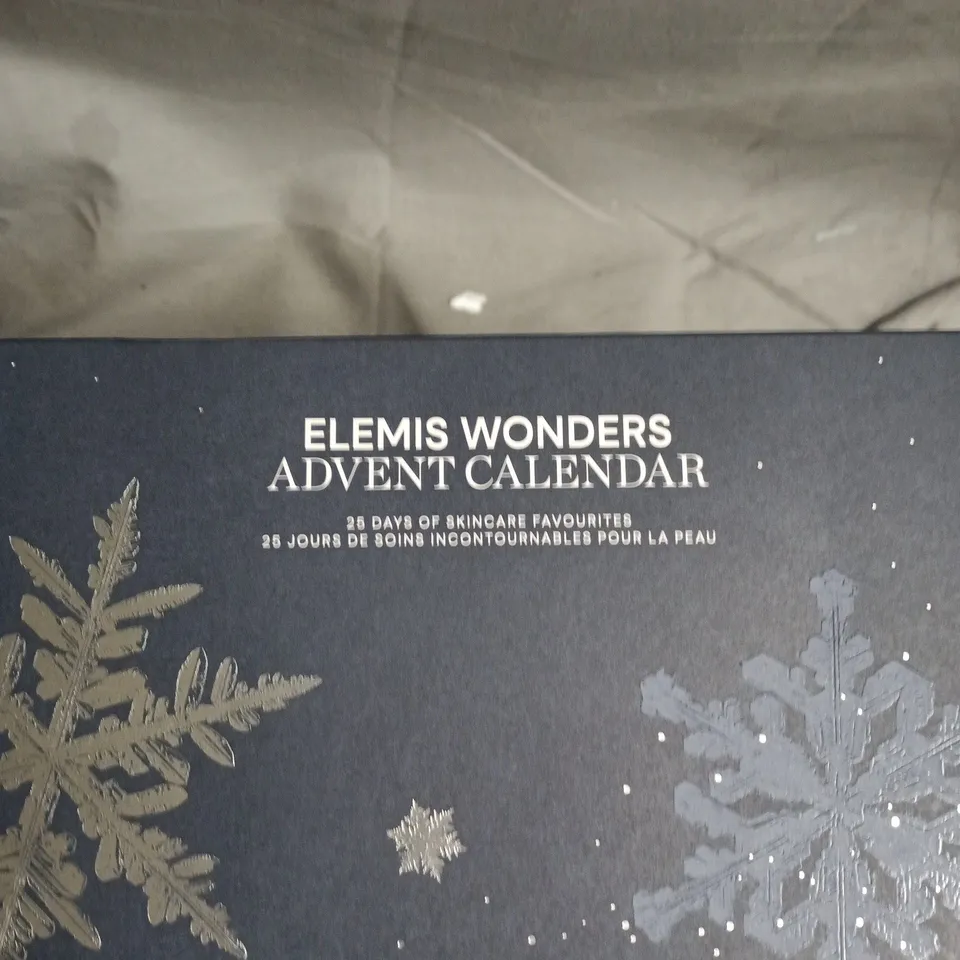 ELEMIS WONDERS
ADVENT CALENDAR
25 DAYS OF SKINCARE FAVOURITES
25 JOURS DE SOINS INCONTOURNABLES POUR LA PEAU